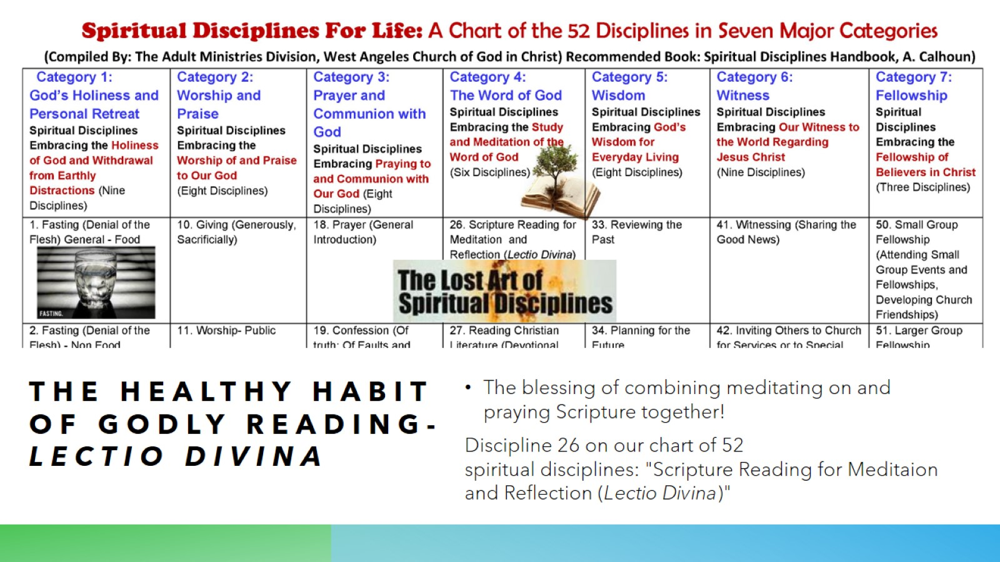 Spiritual Disciplines For Life: A Chart of the 52 Disciplines in Seven Major Categories
(Compiled By: The Adult Ministries Division, West Angeles Church of God in Christ) Recommended Book: Spiritual Disciplines Handbook, A. Calhoun)
Category 1:
God's Holiness and
Personal Retreat
Spiritual Disciplines
Embracing the Holiness
of God and Withdrawal
from Earthly
Distractions (Nine
Disciplines)
Category 2:
Worship and
Praise
Spiritual Disciplines
Embracing the
Worship of and Praise
to Our God
(Eight Disciplines)
Category 3:
Prayer and
Communion with
God
Spiritual Disciplines
Embracing Praying to
and Communion with
Our God (Eight
Disciplines)
Category 4:
The Word of God
Spiritual Disciplines
Embracing the Study
and Meditation of the
Word of God
(Six Disciplines)
Category 5:
Wisdom
Spiritual Disciplines
Embracing God's
Wisdom for
Everyday Living
(Eight Disciplines)
Category 6:
Witness
Spiritual Disciplines
Embracing Our Witness to
the World Regarding
Jesus Christ
(Nine Disciplines)
Category 7:
Fellowship
Spiritual
Disciplines
Embracing the
Fellowship of
Believers in Christ
(Three Disciplines)
1. Fasting (Denial of the
Flesh) General - Food
FASTING.
10. Giving (Generously,
Sacrificially)
18. Prayer (General
Introduction)
26. Scripture Reading for
Meditation and
Reflection (Lectio Divina)
The Lost Art of
Spiritual Disciplines
33. Reviewing the
Past
41. Witnessing (Sharing the
Good News)
50. Small Group
Fellowship
(Attending Small
Group Events and
Fellowships,
Developing Church
Friendships)
2. Fasting (Denial of the
Flesh) - Non Food
11. Worship- Public
19. Confession (Of
truth; Of Faults and
27. Reading Christian
Literature (Devotional
34. Planning for the
Future
42. Inviting Others to Church
for Services or to Special
51. Larger Group
Fellowship
THE HEALTHY HABIT
OF GODLY READING-
LECTIO DIVINA
• The blessing of combining meditating on and
praying Scripture together!
Discipline 26 on our chart of 52
spiritual disciplines: "Scripture Reading for Meditaion
and Reflection (Lectio Divina)"